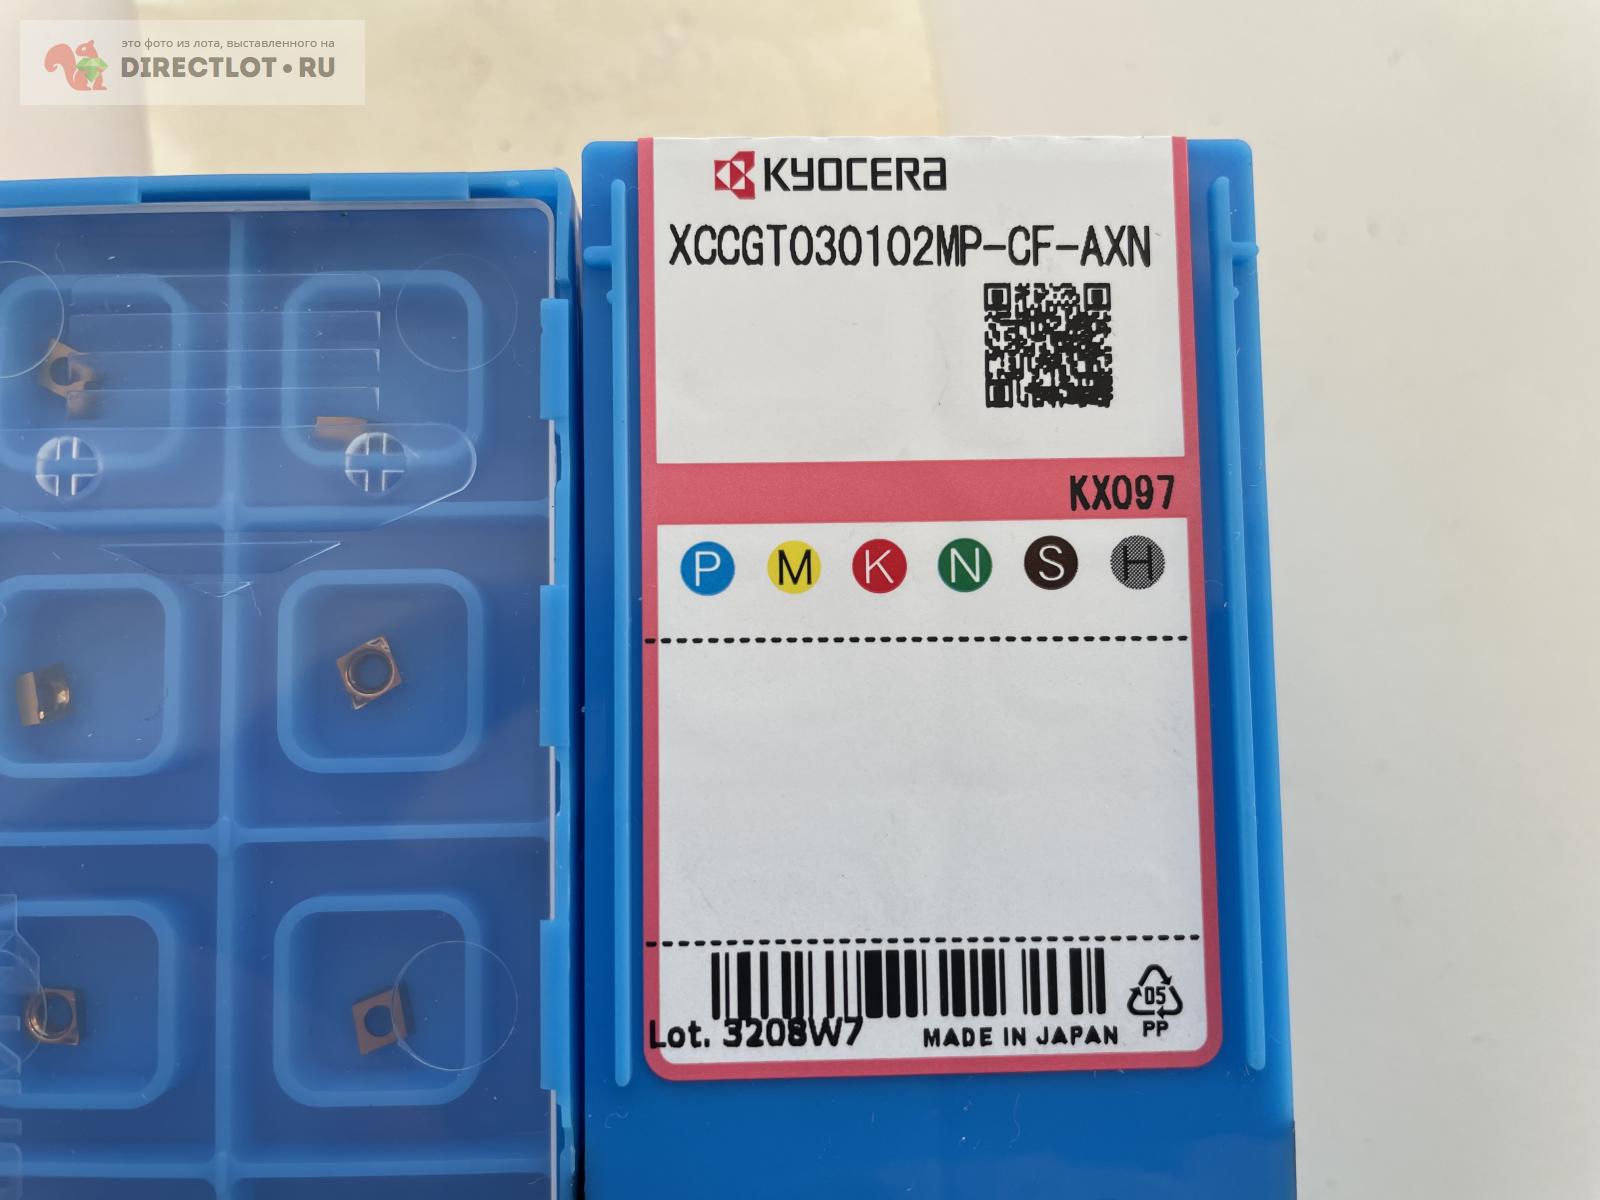 это фото из лота, выставленного на
DIRECTLOT•RU
KYOCERA
XCCGT030102MP-CF-AXN
KX097
P M K N S H
05
PP
Lot. 3208W7
MADE IN JAPAN